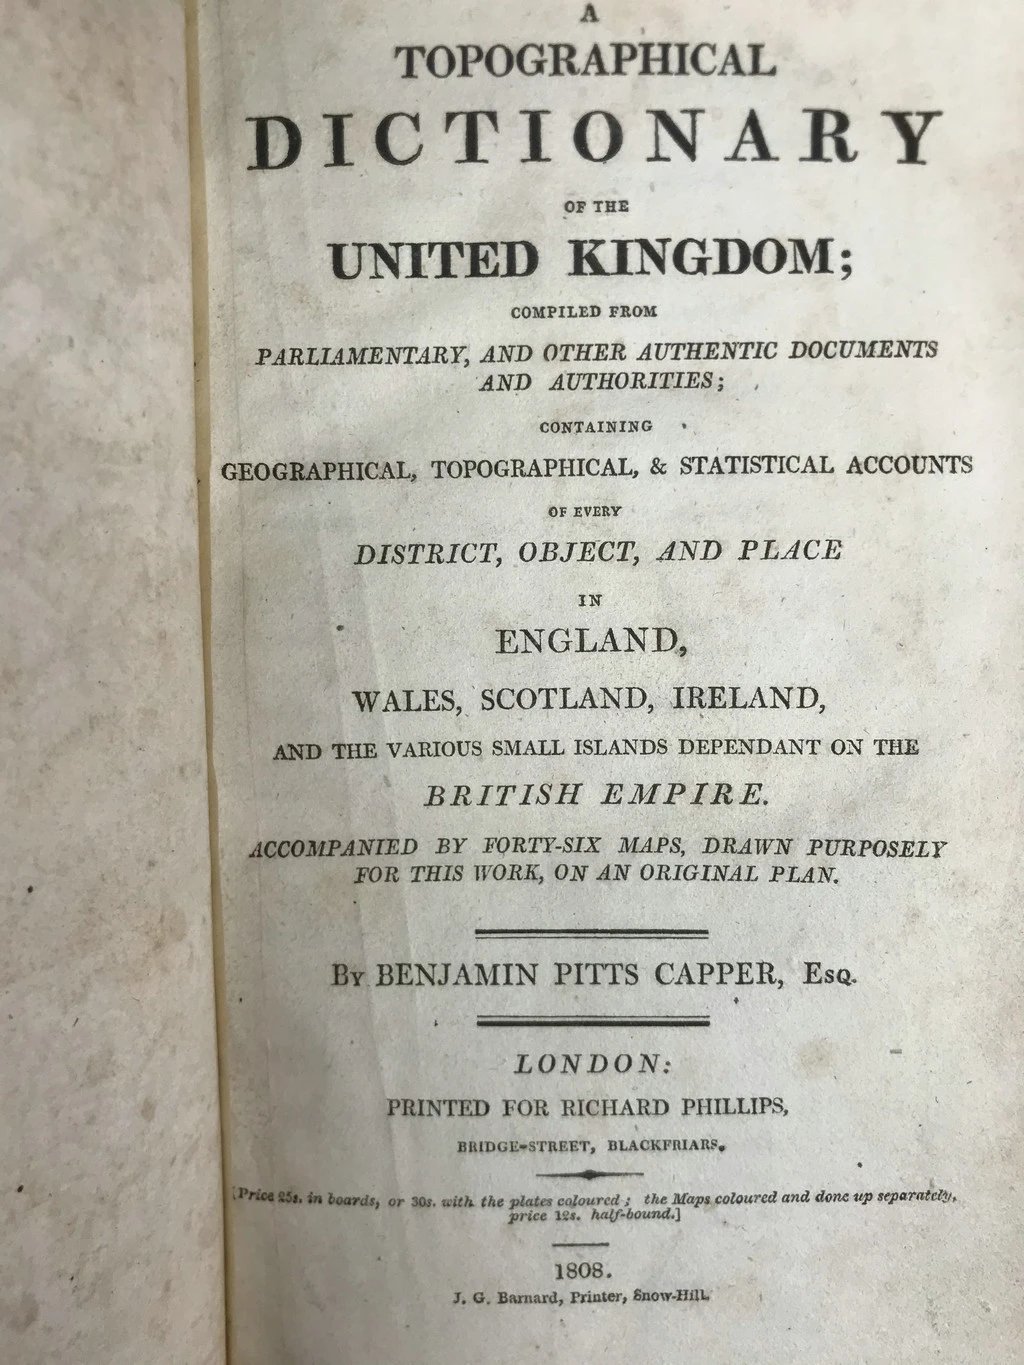 A
TOPOGRAPHICAL
DICTIONARY
OF THE
UNITED KINGDOM;
COMPILED FROM
PARLIAMENTARY, AND OTHER AUTHENTIC DOCUMENTS
AND AUTHORITIES;
CONTAINING
GEOGRAPHICAL, TOPOGRAPHICAL, & STATISTICAL ACCOUNTS
OF EVERY
DISTRICT, OBJECT, AND PLACE
IN
ENGLAND,
WALES, SCOTLAND, IRELAND,
AND THE VARIOUS SMALL ISLANDS DEPENDANT ON THE
BRITISH EMPIRE.
ACCOMPANIED BY FORTY-SIX MAPS, DRAWN PURPOSELY
FOR THIS WORK, ON AN ORIGINAL PLAN.
By BENJAMIN PITTS CAPPER, Esq.
LONDON:
PRINTED FOR RICHARD PHILLIPS,
BRIDGE-STREET, BLACKFRIARS.
[Price 25s. in boards, or 30s. with the plates coloured; the Maps coloured and done up separately,
price 12s. half-bound.]
1808.
J. G. Barnard, Printer, Snow-Hill.